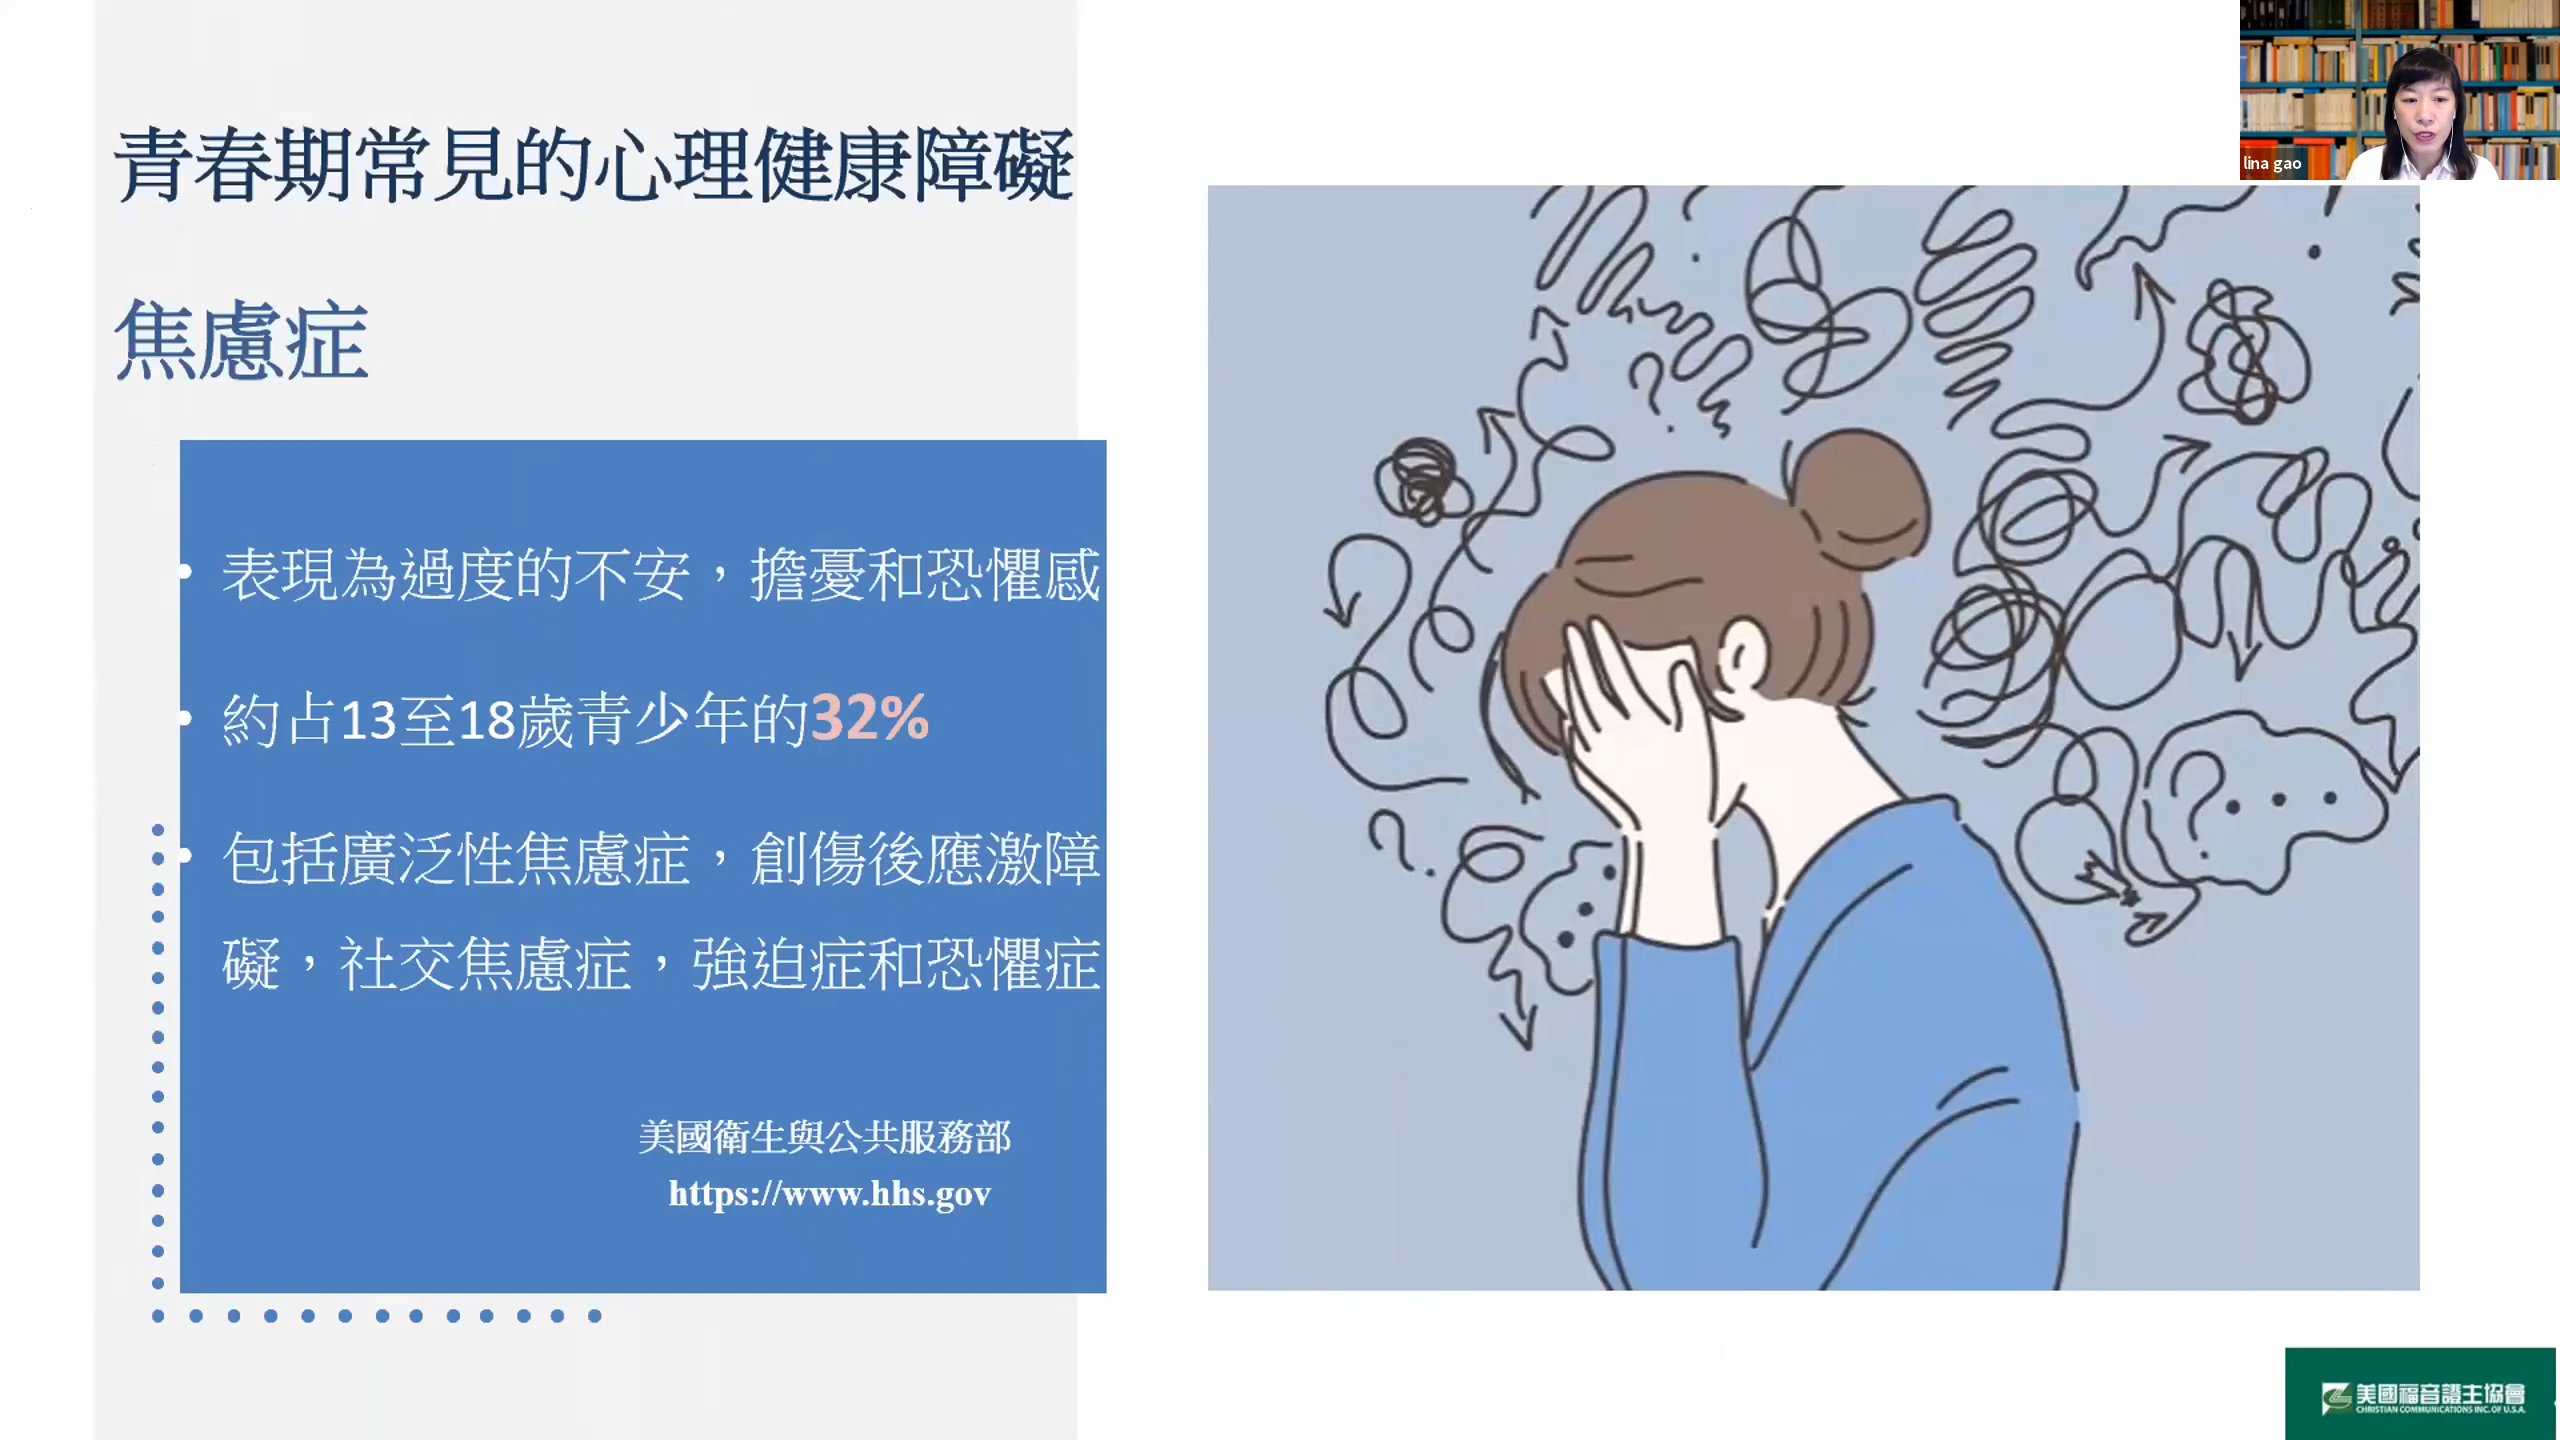 青春期常見的心理健康障礙
焦慮症
• 表現為過度的不安，擔憂和恐懼感
• 約占13至18歲青少年的32%
• 包括廣泛性焦慮症，創傷後應激障
礙，社交焦慮症，強迫症和恐懼症
美國衛生與公共服務部
https://www.hhs.gov
lina gao
美國福音證主協會
CHRISTIAN COMMUNICATIONS INC. OF U.S.A.